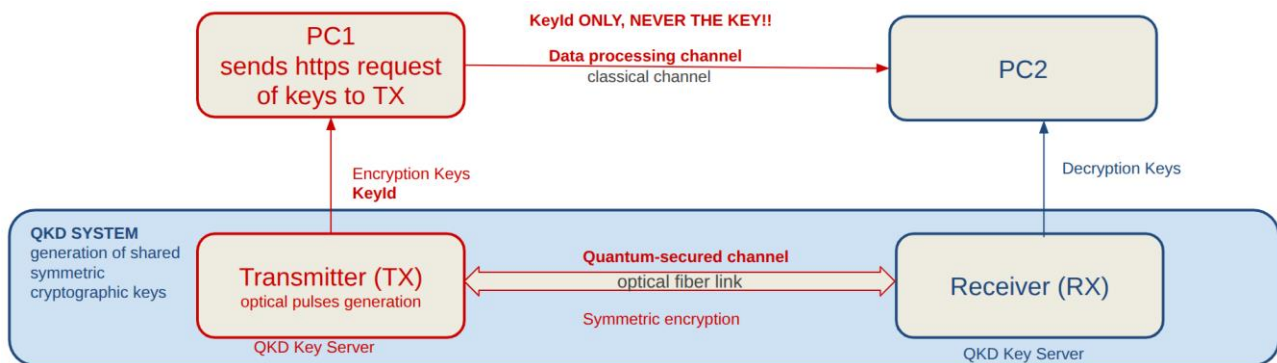 KeyId ONLY, NEVER THE KEY!!
PC1
sends https request
of keys to TX
Data processing channel
classical channel
PC2
Encryption Keys
KeyId
Decryption Keys
QKD SYSTEM
generation of shared
symmetric
cryptographic keys
Transmitter (TX)
optical pulses generation
Quantum-secured channel
optical fiber link
Symmetric encryption
Receiver (RX)
QKD Key Server
QKD Key Server